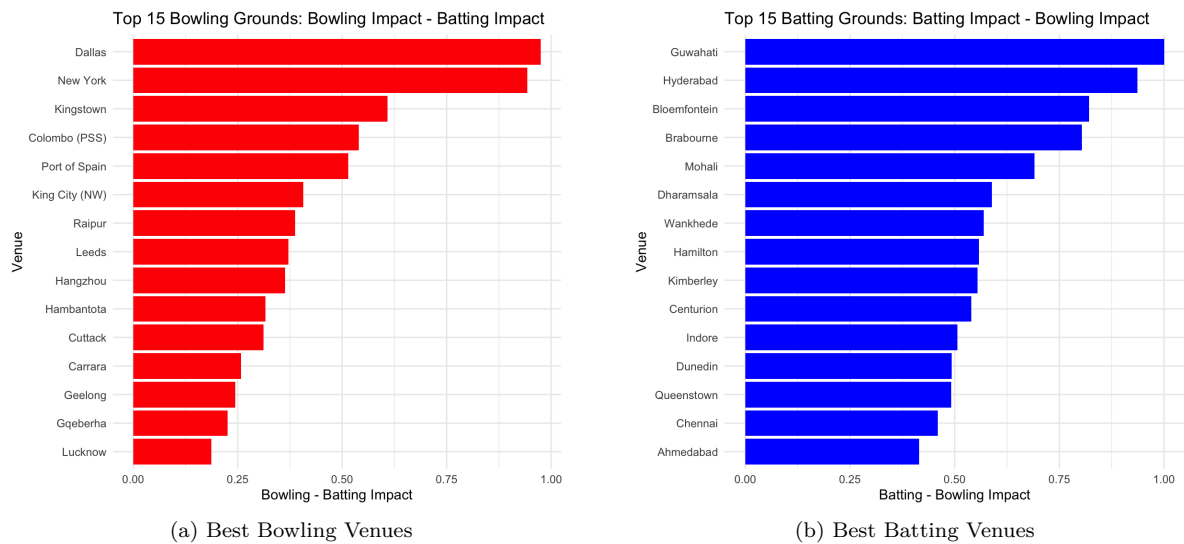 Top 15 Bowling Grounds: Bowling Impact - Batting Impact
Venue
Dallas
New York
Kingstown
Colombo (PSS)
Port of Spain
King City (NW)
Raipur
Leeds
Hangzhou
Hambantota
Cuttack
Carrara
Geelong
Gqeberha
Lucknow
0.00 0.25 0.50 0.75 1.00
Bowling - Batting Impact
(a) Best Bowling Venues
Top 15 Batting Grounds: Batting Impact - Bowling Impact
Venue
Guwahati
Hyderabad
Bloemfontein
Brabourne
Mohali
Dharamsala
Wankhede
Hamilton
Kimberley
Centurion
Indore
Dunedin
Queenstown
Chennai
Ahmedabad
0.00 0.25 0.50 0.75 1.00
Batting - Bowling Impact
(b) Best Batting Venues